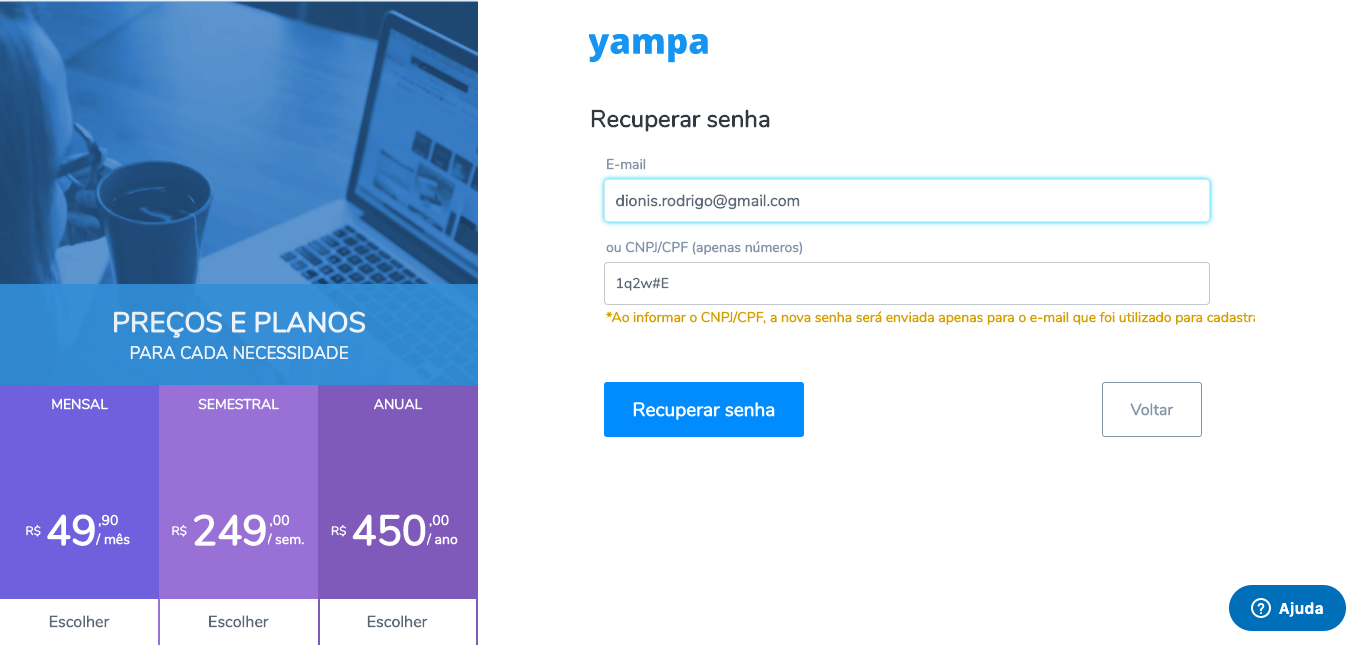 PREÇOS E PLANOS
PARA CADA NECESSIDADE
MENSAL
R$ 49,90 / mês
Escolher
SEMESTRAL
R$ 249,00 / sem.
Escolher
ANUAL
R$ 450,00 / ano
Escolher
yampa
Recuperar senha
E-mail
dionis.rodrigo@gmail.com
ou CNPJ/CPF (apenas números)
1q2w#E
*Ao informar o CNPJ/CPF, a nova senha será enviada apenas para o e-mail que foi utilizado para cadastra
Recuperar senha
Voltar
Ajuda